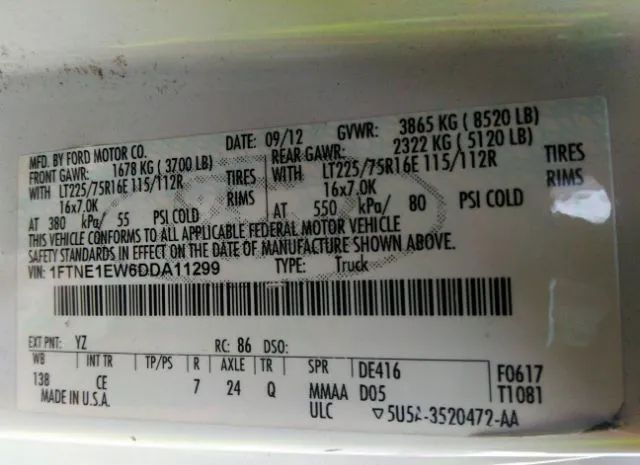 MFD. BY FORD MOTOR CO. DATE: 09/12 GVWR: 3865 KG ( 8520 LB)
FRONT GAWR: 1678 KG (3700 LB) REAR GAWR: 2322 KG ( 5120 LB)
WITH LT225/75R16E 115/112R TIRES WITH LT225/75R16E 115/112R TIRES
16x7.0K RIMS 16x7.0K RIMS
AT 380 kPa/ 55 PSI COLD AT 550 kPa/ 80 PSI COLD
THIS VEHICLE CONFORMS TO ALL APPLICABLE FEDERAL MOTOR VEHICLE
SAFETY STANDARDS IN EFFECT ON THE DATE OF MANUFACTURE SHOWN ABOVE.
VIN: 1FTNE1EW6DDA11299 TYPE: Truck
EXT PNT: YZ RC: 86 DSO:
WB INT TR TP/PS R AXLE TR SPR DE416 F0617
138 CE 7 24 Q MMAA D05 T1081
MADE IN U.S.A. ULC 5U5A-3520472-AA